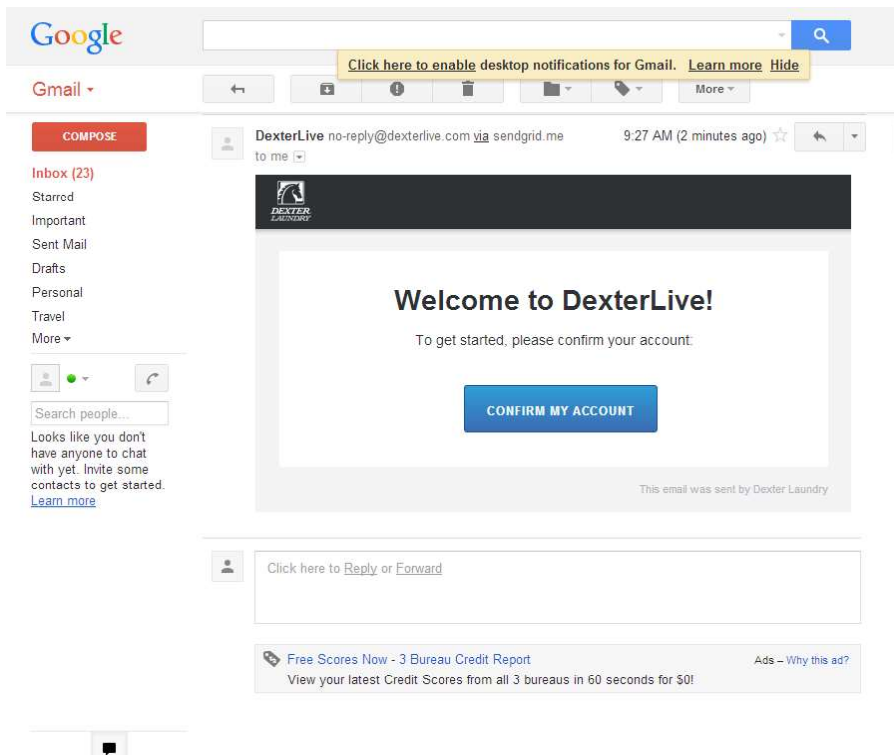 Google
Click here to enable desktop notifications for Gmail. Learn more Hide
Gmail
More
COMPOSE
Inbox (23)
Starred
Important
Sent Mail
Drafts
Personal
Travel
More
Search people...
Looks like you don't
have anyone to chat
with yet. Invite some
contacts to get started.
Learn more
DexterLive no-reply@dexterlive.com via sendgrid.me 9:27 AM (2 minutes ago)
to me
DEXTER
LAUNDRY
Welcome to DexterLive!
To get started, please confirm your account:
CONFIRM MY ACCOUNT
This email was sent by Dexter Laundry
Click here to Reply or Forward
Free Scores Now - 3 Bureau Credit Report Ads – Why this ad?
View your latest Credit Scores from all 3 bureaus in 60 seconds for $0!